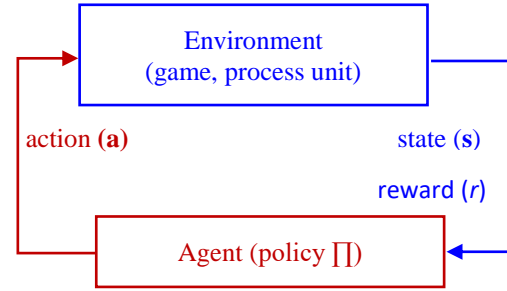 Environment
(game, process unit)
action (a)
state (s)
reward (r)
Agent (policy ∏)